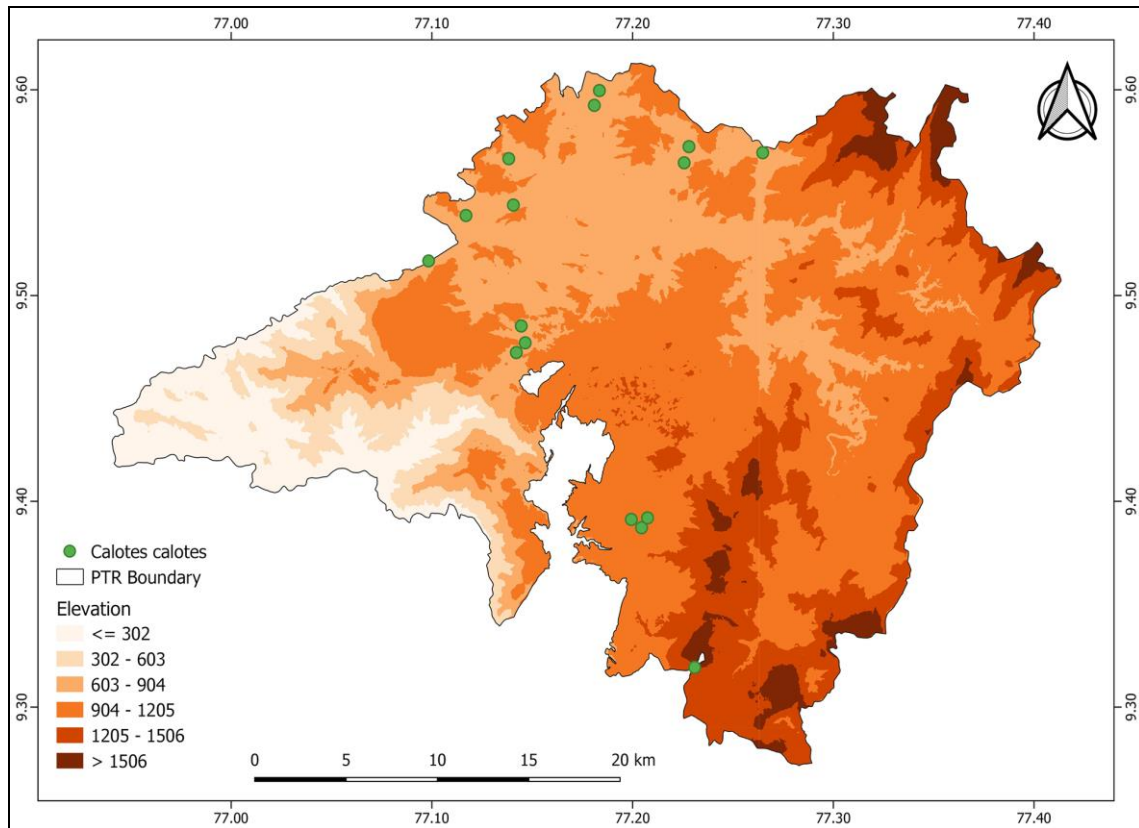 77.00 77.10 77.20 77.30 77.40
9.60 9.60
9.50 9.50
9.40 9.40
9.30 9.30
Calotes calotes
PTR Boundary
Elevation
<= 302
302 - 603
603 - 904
904 - 1205
1205 - 1506
> 1506
0 5 10 15 20 km
77.00 77.10 77.20 77.30 77.40